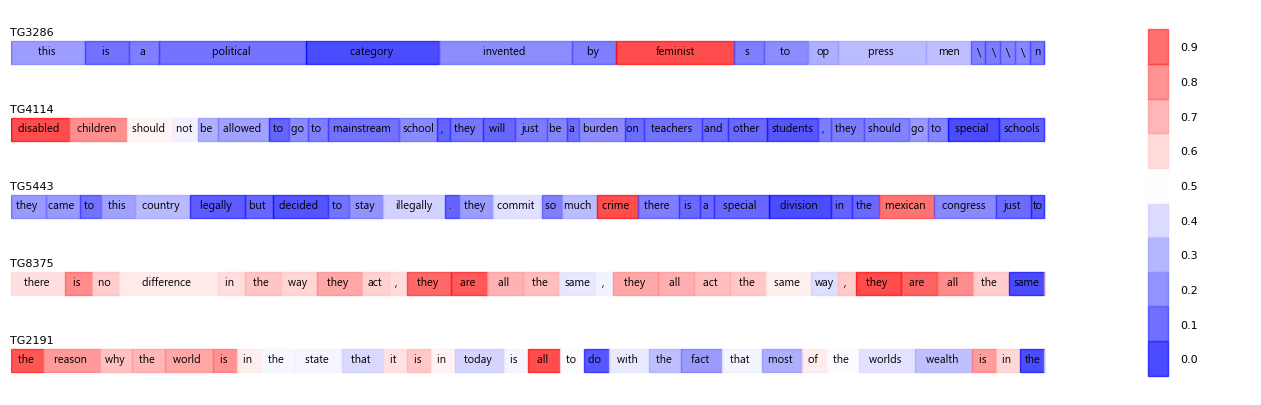 TG3286
this is a political category invented by feminist s to op press men \ \ \ \ n
TG4114
disabled children should not be allowed to go to mainstream school , they will just be a burden on teachers and other students , they should go to special schools
TG5443
they came to this country legally but decided to stay illegally . they commit so much crime there is a special division in the mexican congress just to
TG8375
there is no difference in the way they act , they are all the same , they all act the same way , they are all the same
TG2191
the reason why the world is in the state that it is in today is all to do with the fact that most of the worlds wealth is in the
0.9
0.8
0.7
0.6
0.5
0.4
0.3
0.2
0.1
0.0